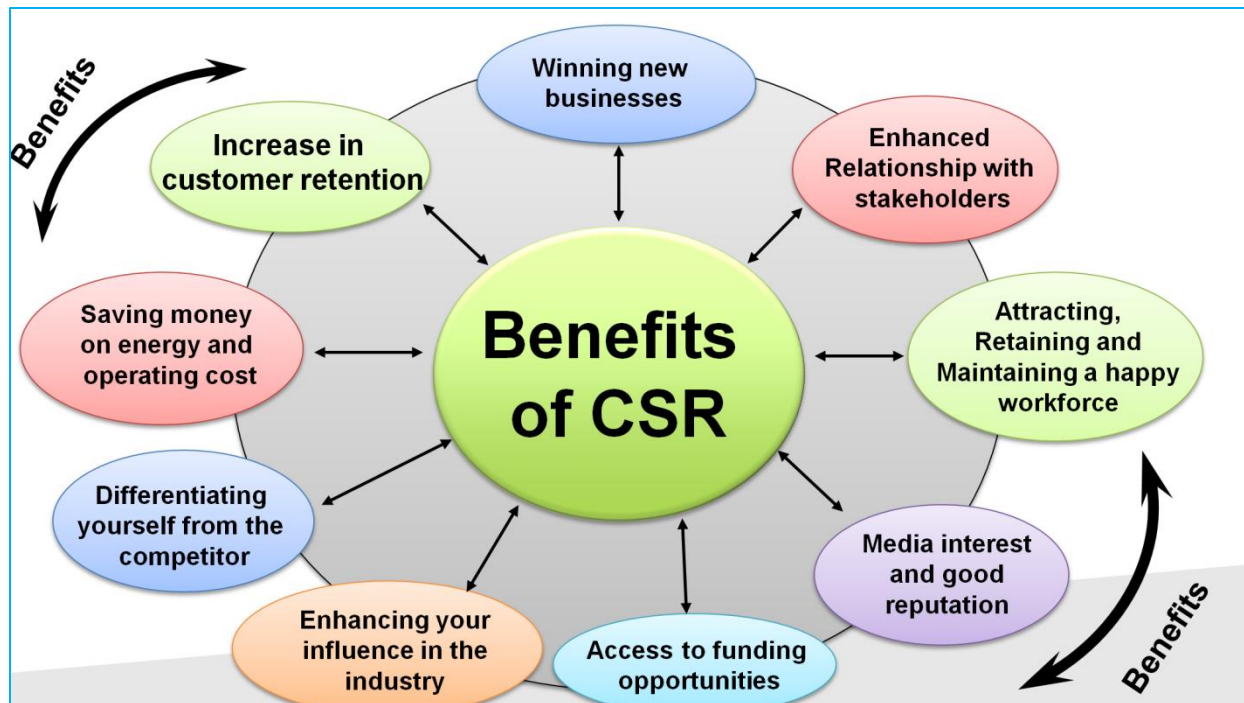 Benefits
Winning new
businesses
Increase in
customer retention
Enhanced
Relationship with
stakeholders
Saving money
on energy and
operating cost
Benefits
of CSR
Attracting,
Retaining and
Maintaining a happy
workforce
Differentiating
yourself from the
competitor
Media interest
and good
reputation
Enhancing your
influence in the
industry
Access to funding
opportunities
Benefits